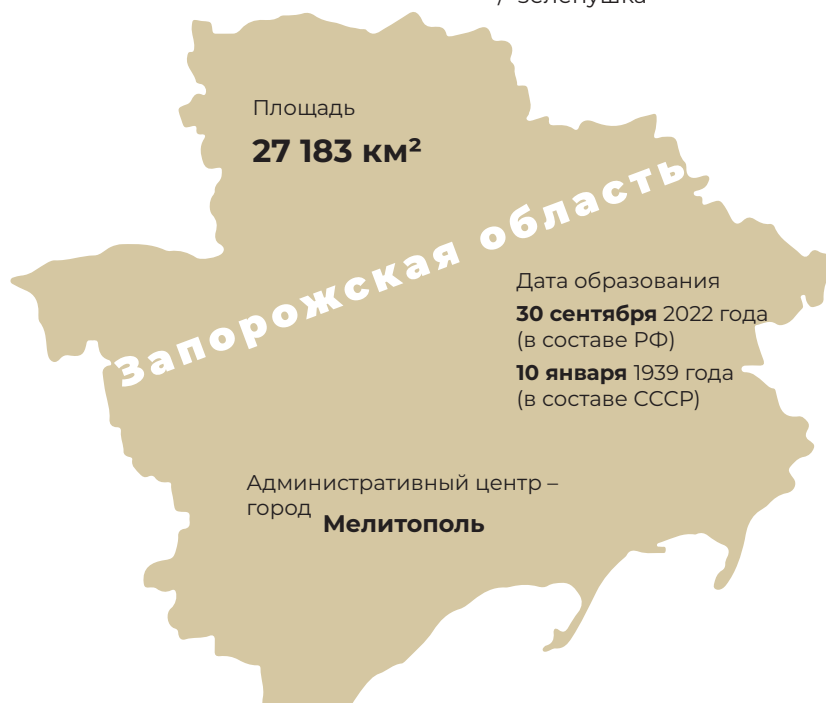 зеленушка
Площадь
27 183 км²
Запорожская область
Дата образования
30 сентября 2022 года
(в составе РФ)
10 января 1939 года
(в составе СССР)
Административный центр –
город Мелитополь